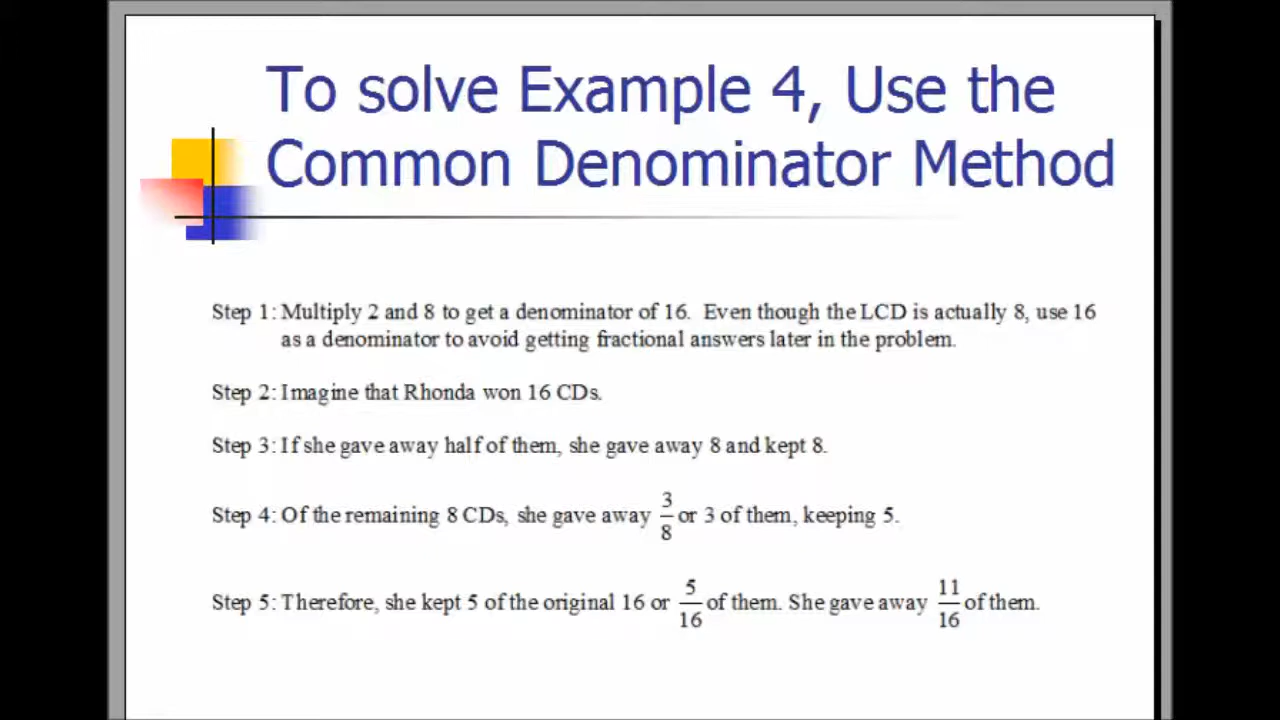 To solve Example 4, Use the
Common Denominator Method
Step 1: Multiply 2 and 8 to get a denominator of 16. Even though the LCD is actually 8, use 16
as a denominator to avoid getting fractional answers later in the problem.
Step 2: Imagine that Rhonda won 16 CDs.
Step 3: If she gave away half of them, she gave away 8 and kept 8.
Step 4: Of the remaining 8 CDs, she gave away 3/8 or 3 of them, keeping 5.
Step 5: Therefore, she kept 5 of the original 16 or 5/16 of them. She gave away 11/16 of them.